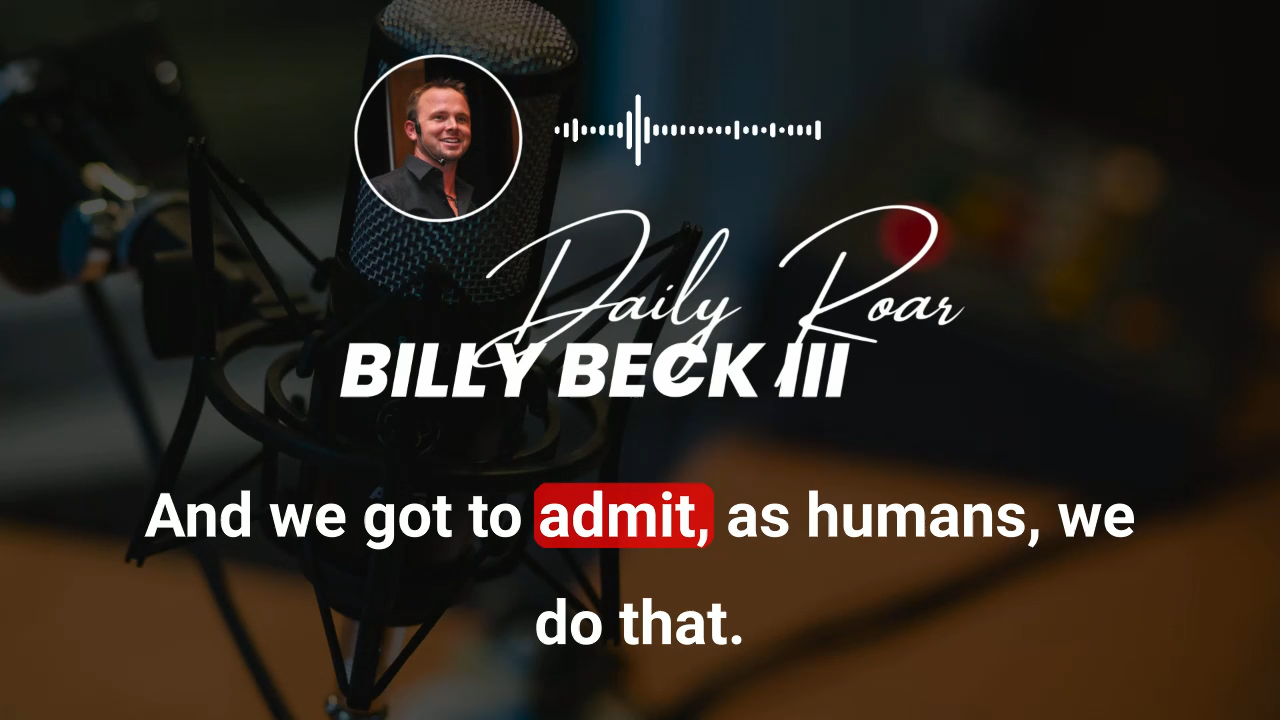 Daily Roar
BILLY BECK III
And we got to admit, as humans, we
do that.